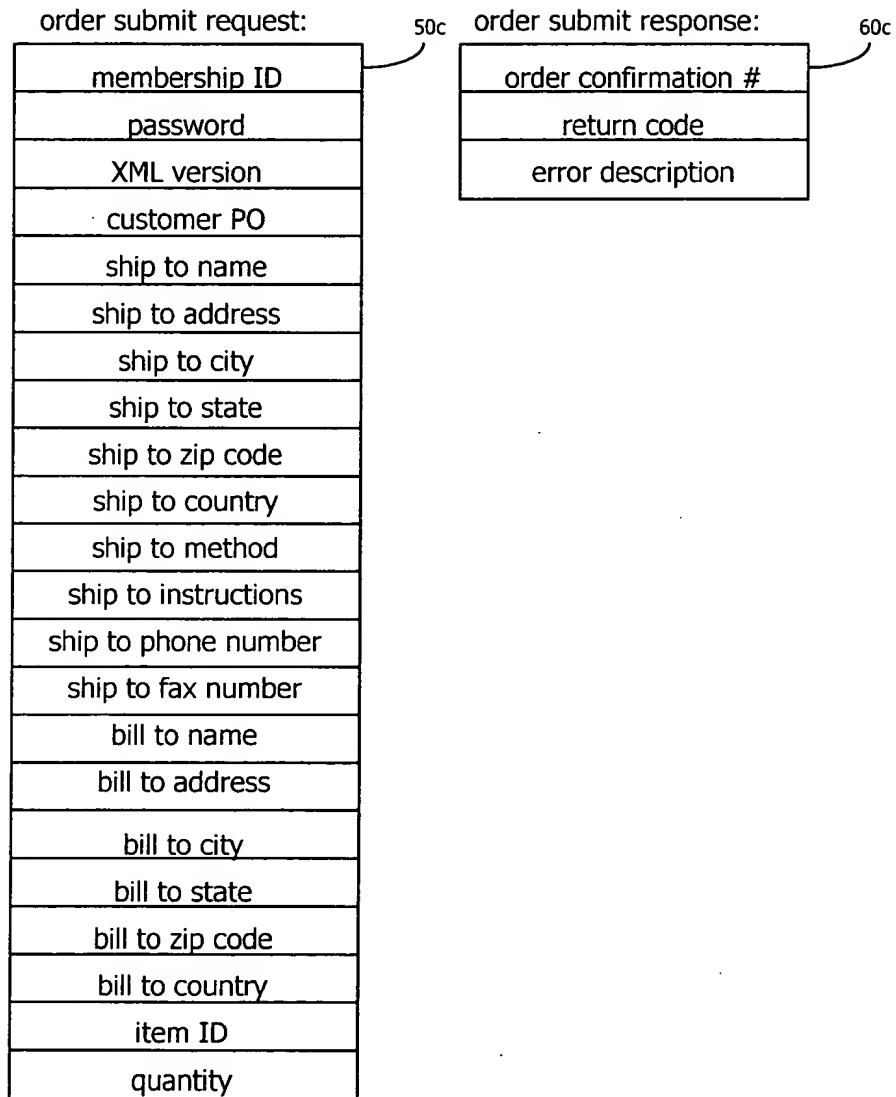 order submit request:
50c
membership ID
password
XML version
customer PO
ship to name
ship to address
ship to city
ship to state
ship to zip code
ship to country
ship to method
ship to instructions
ship to phone number
ship to fax number
bill to name
bill to address
bill to city
bill to state
bill to zip code
bill to country
item ID
quantity
order submit response:
60c
order confirmation #
return code
error description